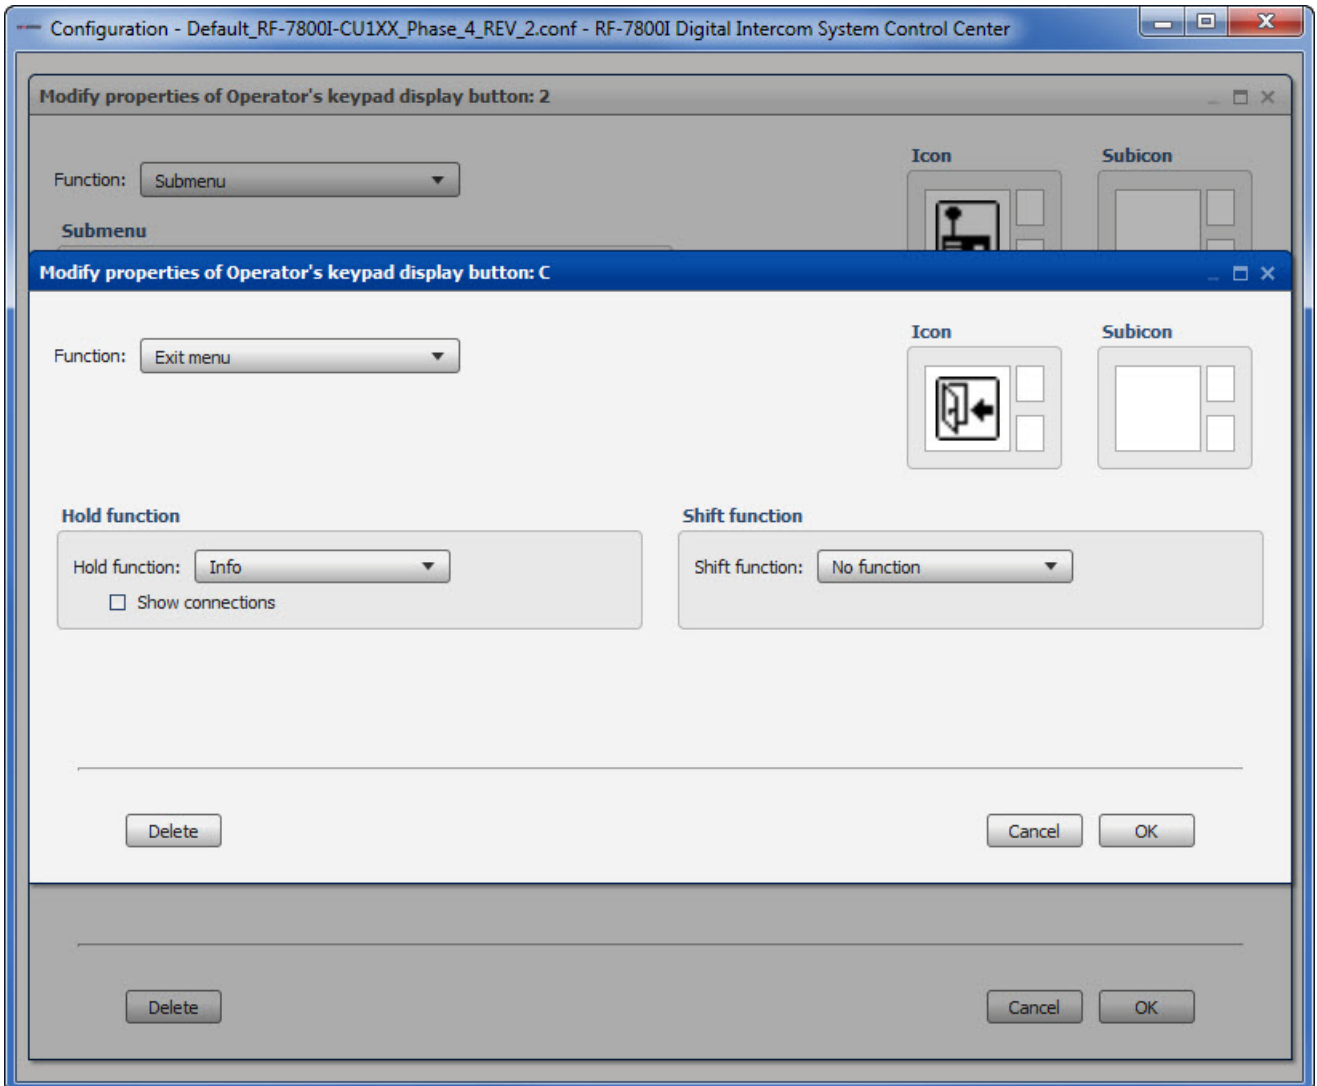 Configuration - Default_RF-7800I-CU1XX_Phase_4_REV_2.conf - RF-7800I Digital Intercom System Control Center
Modify properties of Operator's keypad display button: 2
Icon Subicon
Function: Submenu
Submenu
Modify properties of Operator's keypad display button: C
Icon Subicon
Function: Exit menu
Hold function Shift function
Hold function: Info Shift function: No function
Show connections
Delete Cancel OK
Delete Cancel OK